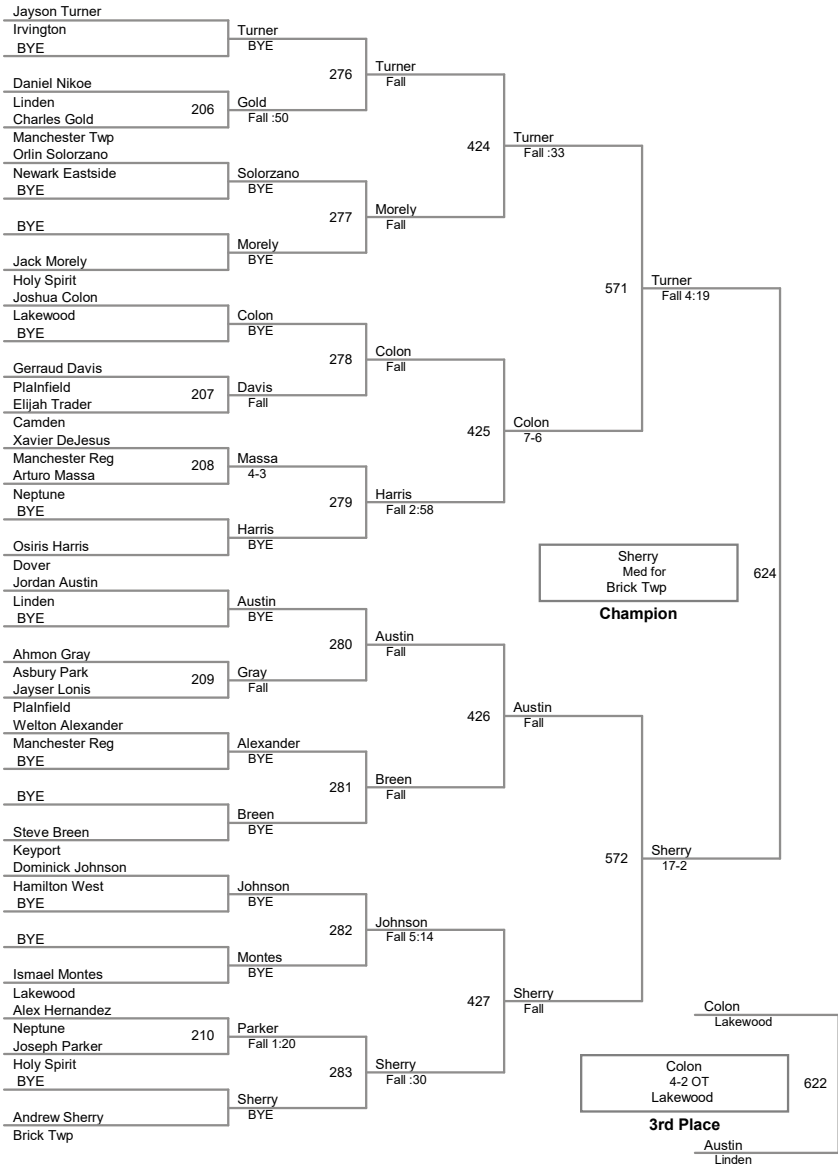 Jayson Turner
Irvington
BYE
Daniel Nikoe
Linden
Charles Gold
Manchester Twp
Orlin Solorzano
Newark Eastside
BYE
BYE
Jack Morely
Holy Spirit
Joshua Colon
Lakewood
BYE
Gerraud Davis
PlaInfield
Elijah Trader
Camden
Xavier DeJesus
Manchester Reg
Arturo Massa
Neptune
BYE
Osiris Harris
Dover
Jordan Austin
Linden
BYE
Ahmon Gray
Asbury Park
Jayser Lonis
PlaInfield
Welton Alexander
Manchester Reg
BYE
BYE
Steve Breen
Keyport
Dominick Johnson
Hamilton West
BYE
BYE
Ismael Montes
Lakewood
Alex Hernandez
Neptune
Joseph Parker
Holy Spirit
BYE
Andrew Sherry
Brick Twp
206
207
208
209
210
Turner
BYE
Gold
Fall :50
Solorzano
BYE
Morely
BYE
Colon
BYE
Davis
Fall
Massa
4-3
Harris
BYE
Austin
BYE
Gray
Fall
Alexander
BYE
Breen
BYE
Johnson
BYE
Montes
BYE
Parker
Fall 1:20
Sherry
BYE
276
277
278
279
280
281
282
283
Turner
Fall
Morely
Fall
Colon
Fall
Harris
Fall 2:58
Austin
Fall
Breen
Fall
Johnson
Fall 5:14
Sherry
Fall :30
424
425
426
427
Turner
Fall :33
Colon
7-6
Austin
Fall
Sherry
Fall
571
572
Turner
Fall 4:19
Sherry
17-2
Sherry
Med for
Brick Twp
624
Champion
Colon
Lakewood
Colon
4-2 OT
Lakewood
622
3rd Place
Austin
Linden